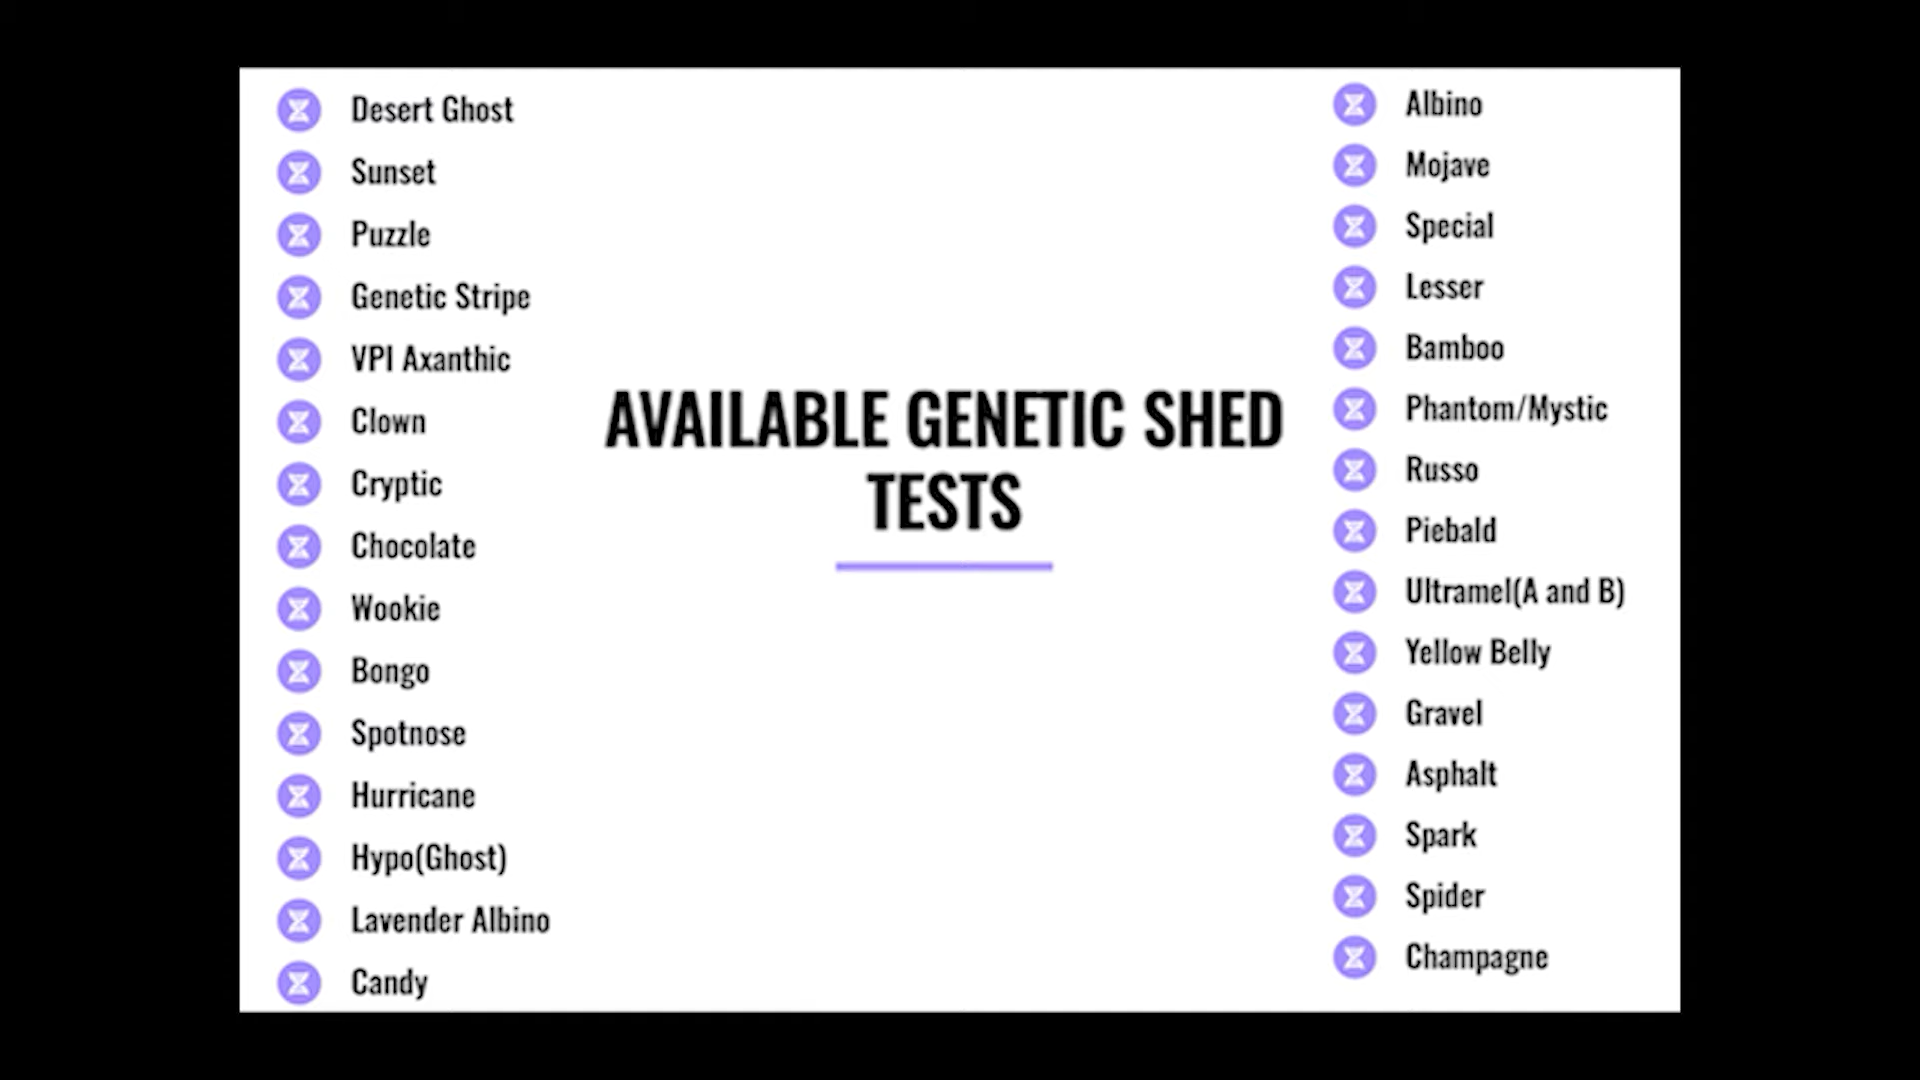 Desert Ghost
Sunset
Puzzle
Genetic Stripe
VPI Axanthic
Clown
Cryptic
Chocolate
Wookie
Bongo
Spotnose
Hurricane
Hypo(Ghost)
Lavender Albino
Candy
AVAILABLE GENETIC SHED
TESTS
Albino
Mojave
Special
Lesser
Bamboo
Phantom/Mystic
Russo
Piebald
Ultramel(A and B)
Yellow Belly
Gravel
Asphalt
Spark
Spider
Champagne